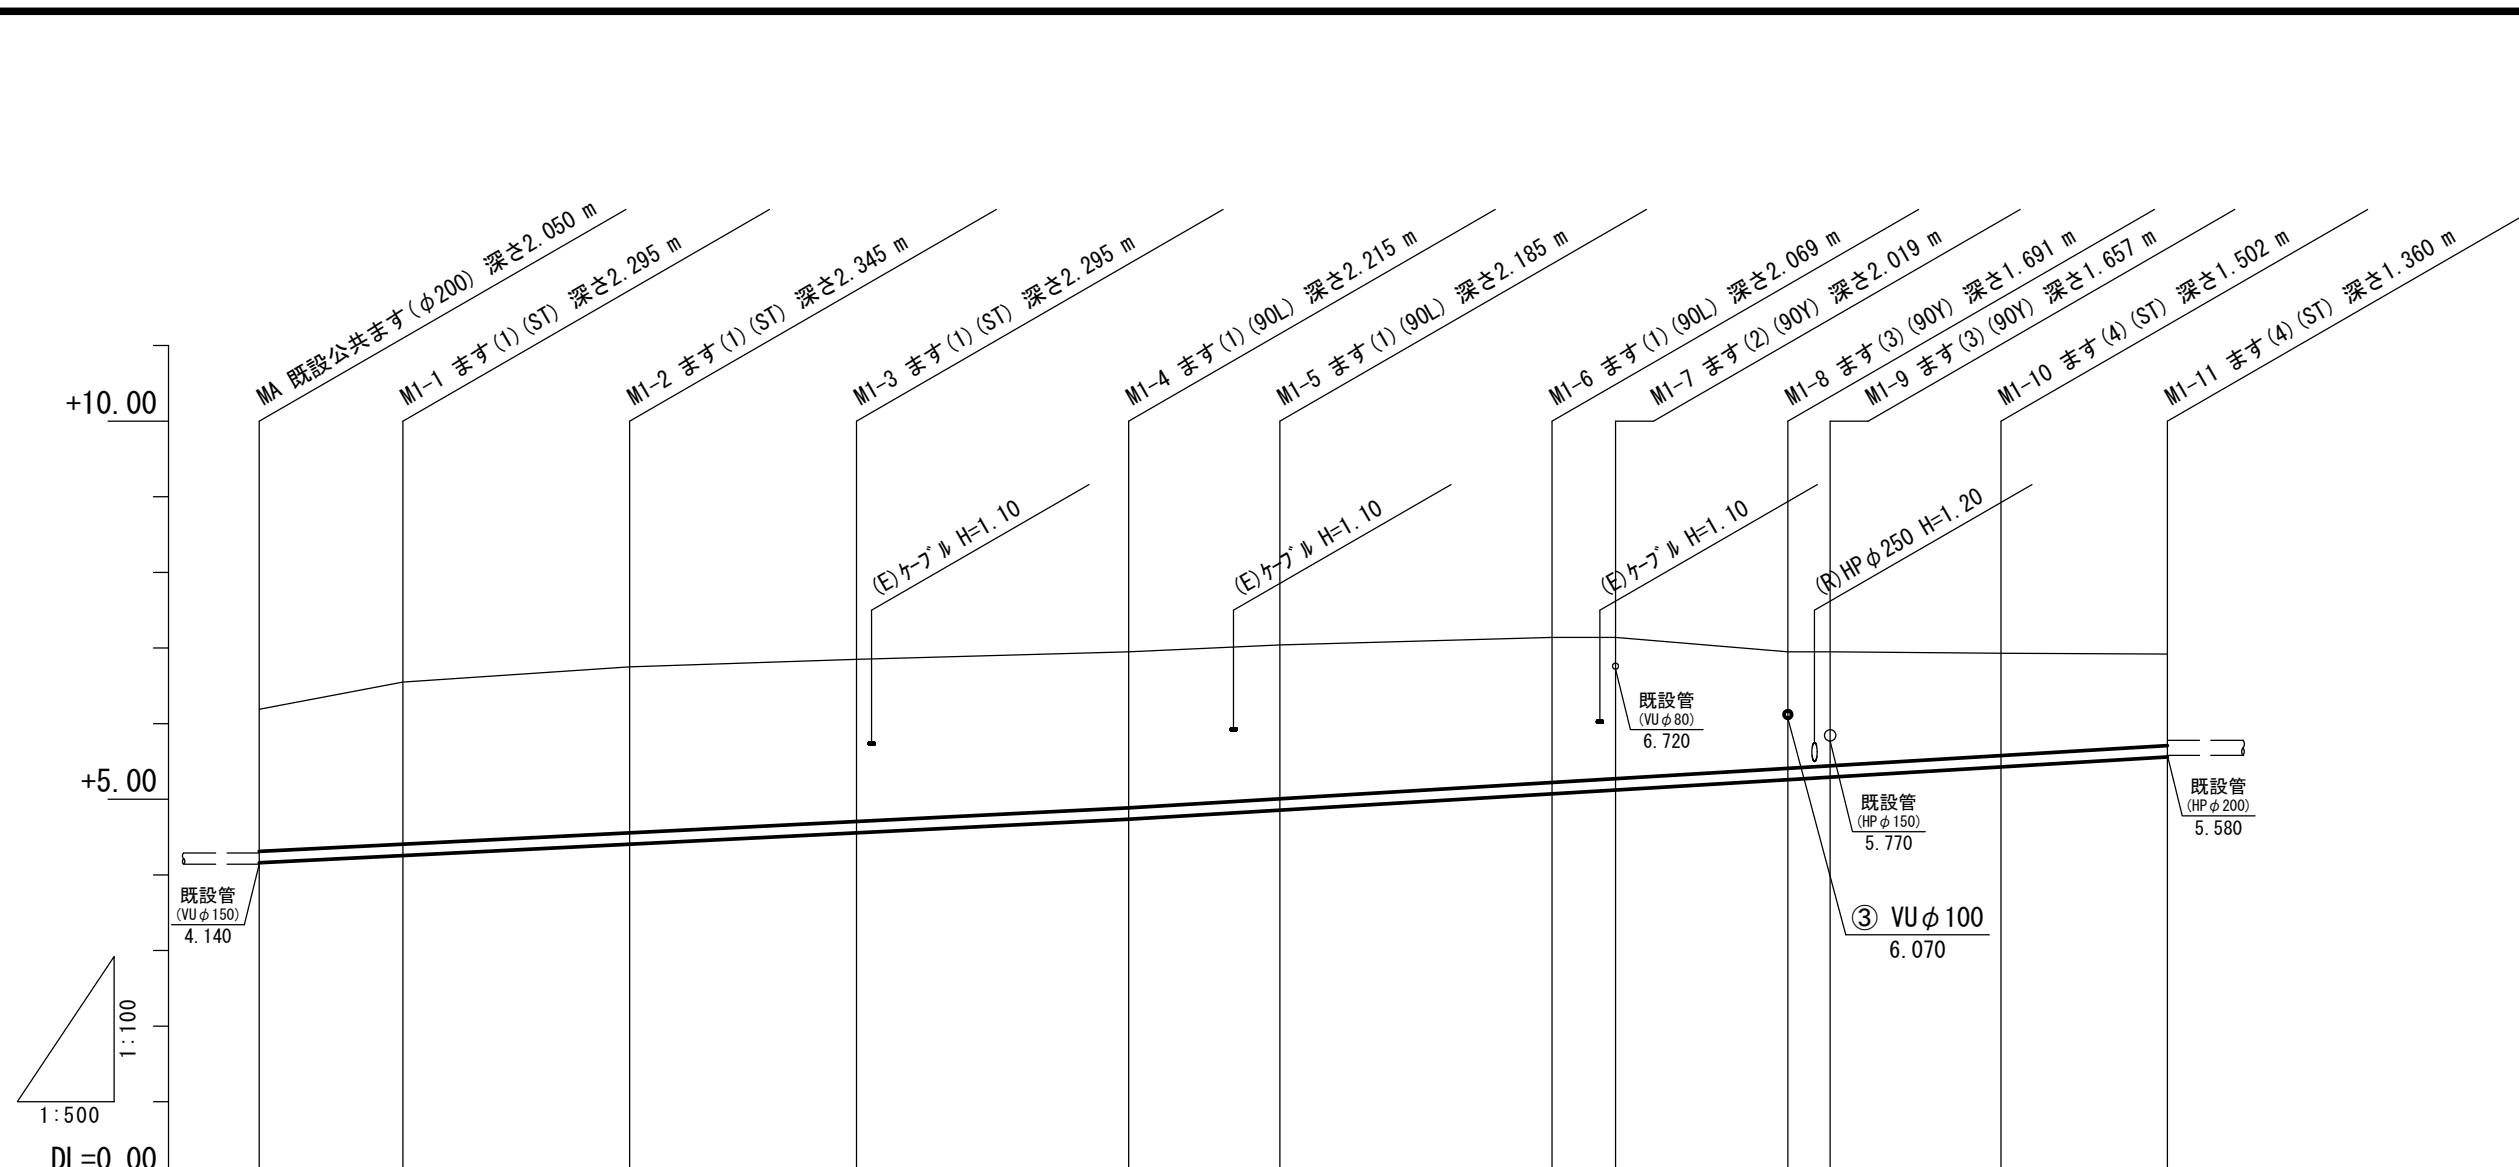 MA 既設公共ます(φ200) 深さ2.050 m
M1-1 ます(1)(ST) 深さ2.295 m
M1-2 ます(1)(ST) 深さ2.345 m
M1-3 ます(1)(ST) 深さ2.295 m
M1-4 ます(1)(90L) 深さ2.215 m
M1-5 ます(1)(90L) 深さ2.185 m
M1-6 ます(1)(90L) 深さ2.069 m
M1-7 ます(2)(90Y) 深さ2.019 m
M1-8 ます(3)(90Y) 深さ1.691 m
M1-9 ます(3)(90Y) 深さ1.657 m
M1-10 ます(4)(ST) 深さ1.502 m
M1-11 ます(4)(ST) 深さ1.360 m
+10.00
(E)ｹｰﾌﾞﾙ H=1.10
(E)ｹｰﾌﾞﾙ H=1.10
(E)ｹｰﾌﾞﾙ H=1.10
(R)HPφ250 H=1.20
既設管
(VUφ80)
6.720
+5.00
既設管
(HPφ150)
5.770
既設管
(HPφ200)
5.580
既設管
(VUφ150)
4.140
③ VUφ100
6.070
1:100
1:500
DL=0.00